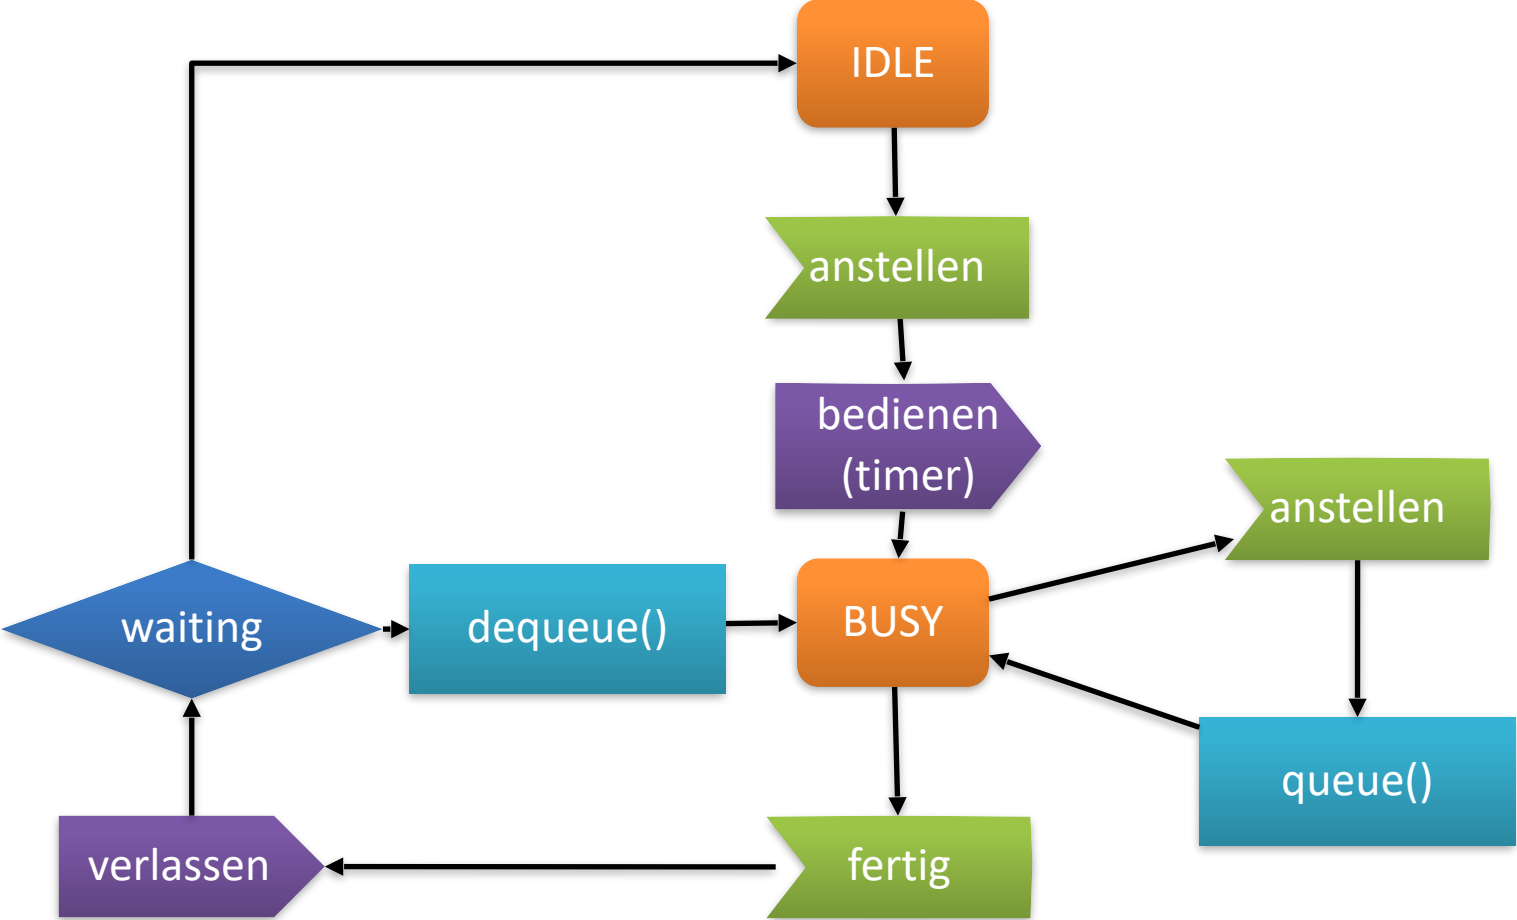 IDLE
anstellen
bedienen
(timer)
anstellen
waiting
dequeue()
BUSY
queue()
verlassen
fertig